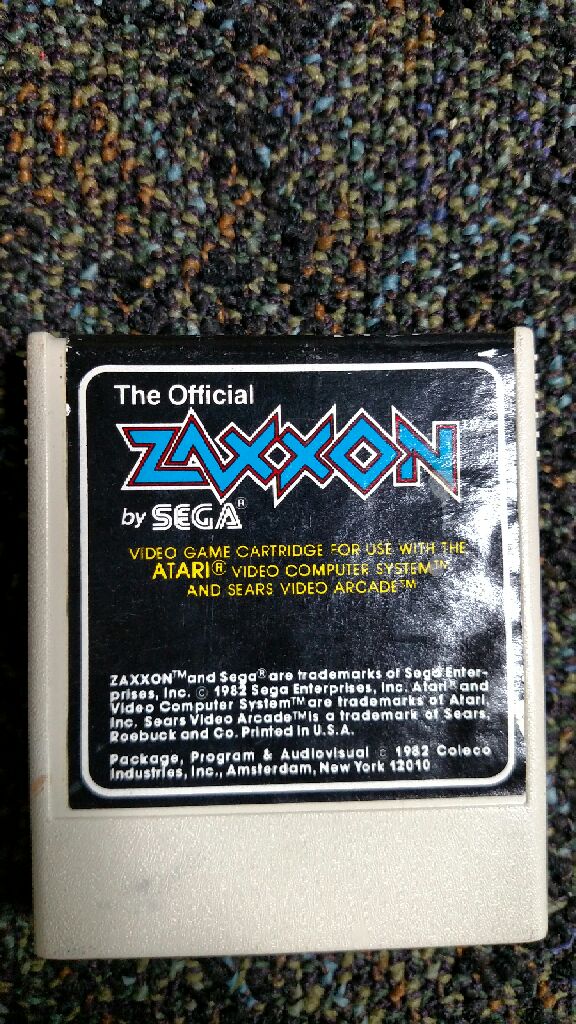 The Official
ZAXXON
by SEGA®
VIDEO GAME CARTRIDGE FOR USE WITH THE
ATARI® VIDEO COMPUTER SYSTEM™
AND SEARS VIDEO ARCADE™
ZAXXON™ and Sega® are trademarks of Sega Enter-
prises, Inc. © 1982 Sega Enterprises, Inc. Atari® and
Video Computer System™ are trademarks of Atari,
Inc. Sears Video Arcade™ is a trademark of Sears,
Roebuck and Co. Printed in U.S.A.
Package, Program & Audiovisual © 1982 Coleco
Industries, Inc., Amsterdam, New York 12010